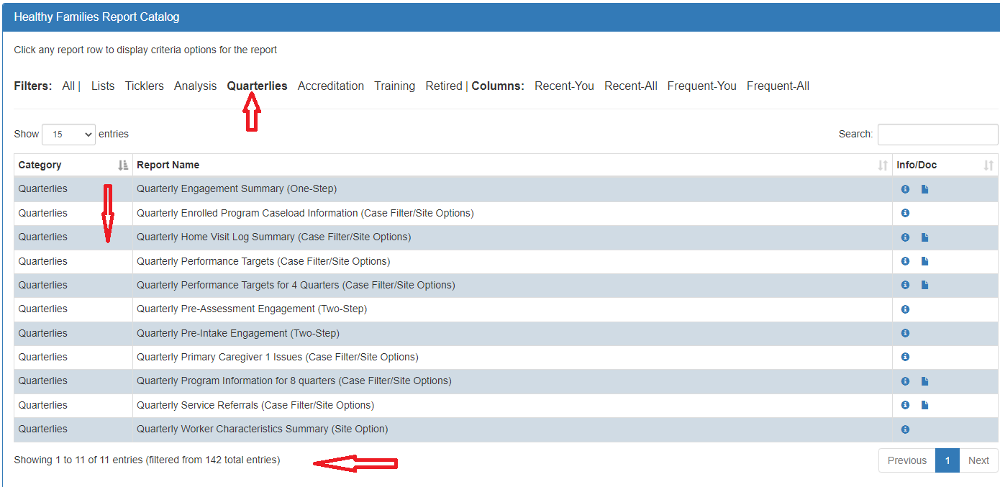 Healthy Families Report Catalog
Click any report row to display criteria options for the report
Filters: All | Lists Ticklers Analysis Quarterlies Accreditation Training Retired | Columns: Recent-You Recent-All Frequent-You Frequent-All
Show 15 entries Search:
Category Report Name Info/Doc
Quarterlies Quarterly Engagement Summary (One-Step)
Quarterlies Quarterly Enrolled Program Caseload Information (Case Filter/Site Options)
Quarterlies Quarterly Home Visit Log Summary (Case Filter/Site Options)
Quarterlies Quarterly Performance Targets (Case Filter/Site Options)
Quarterlies Quarterly Performance Targets for 4 Quarters (Case Filter/Site Options)
Quarterlies Quarterly Pre-Assessment Engagement (Two-Step)
Quarterlies Quarterly Pre-Intake Engagement (Two-Step)
Quarterlies Quarterly Primary Caregiver 1 Issues (Case Filter/Site Options)
Quarterlies Quarterly Program Information for 8 quarters (Case Filter/Site Options)
Quarterlies Quarterly Service Referrals (Case Filter/Site Options)
Quarterlies Quarterly Worker Characteristics Summary (Site Option)
Showing 1 to 11 of 11 entries (filtered from 142 total entries) Previous 1 Next